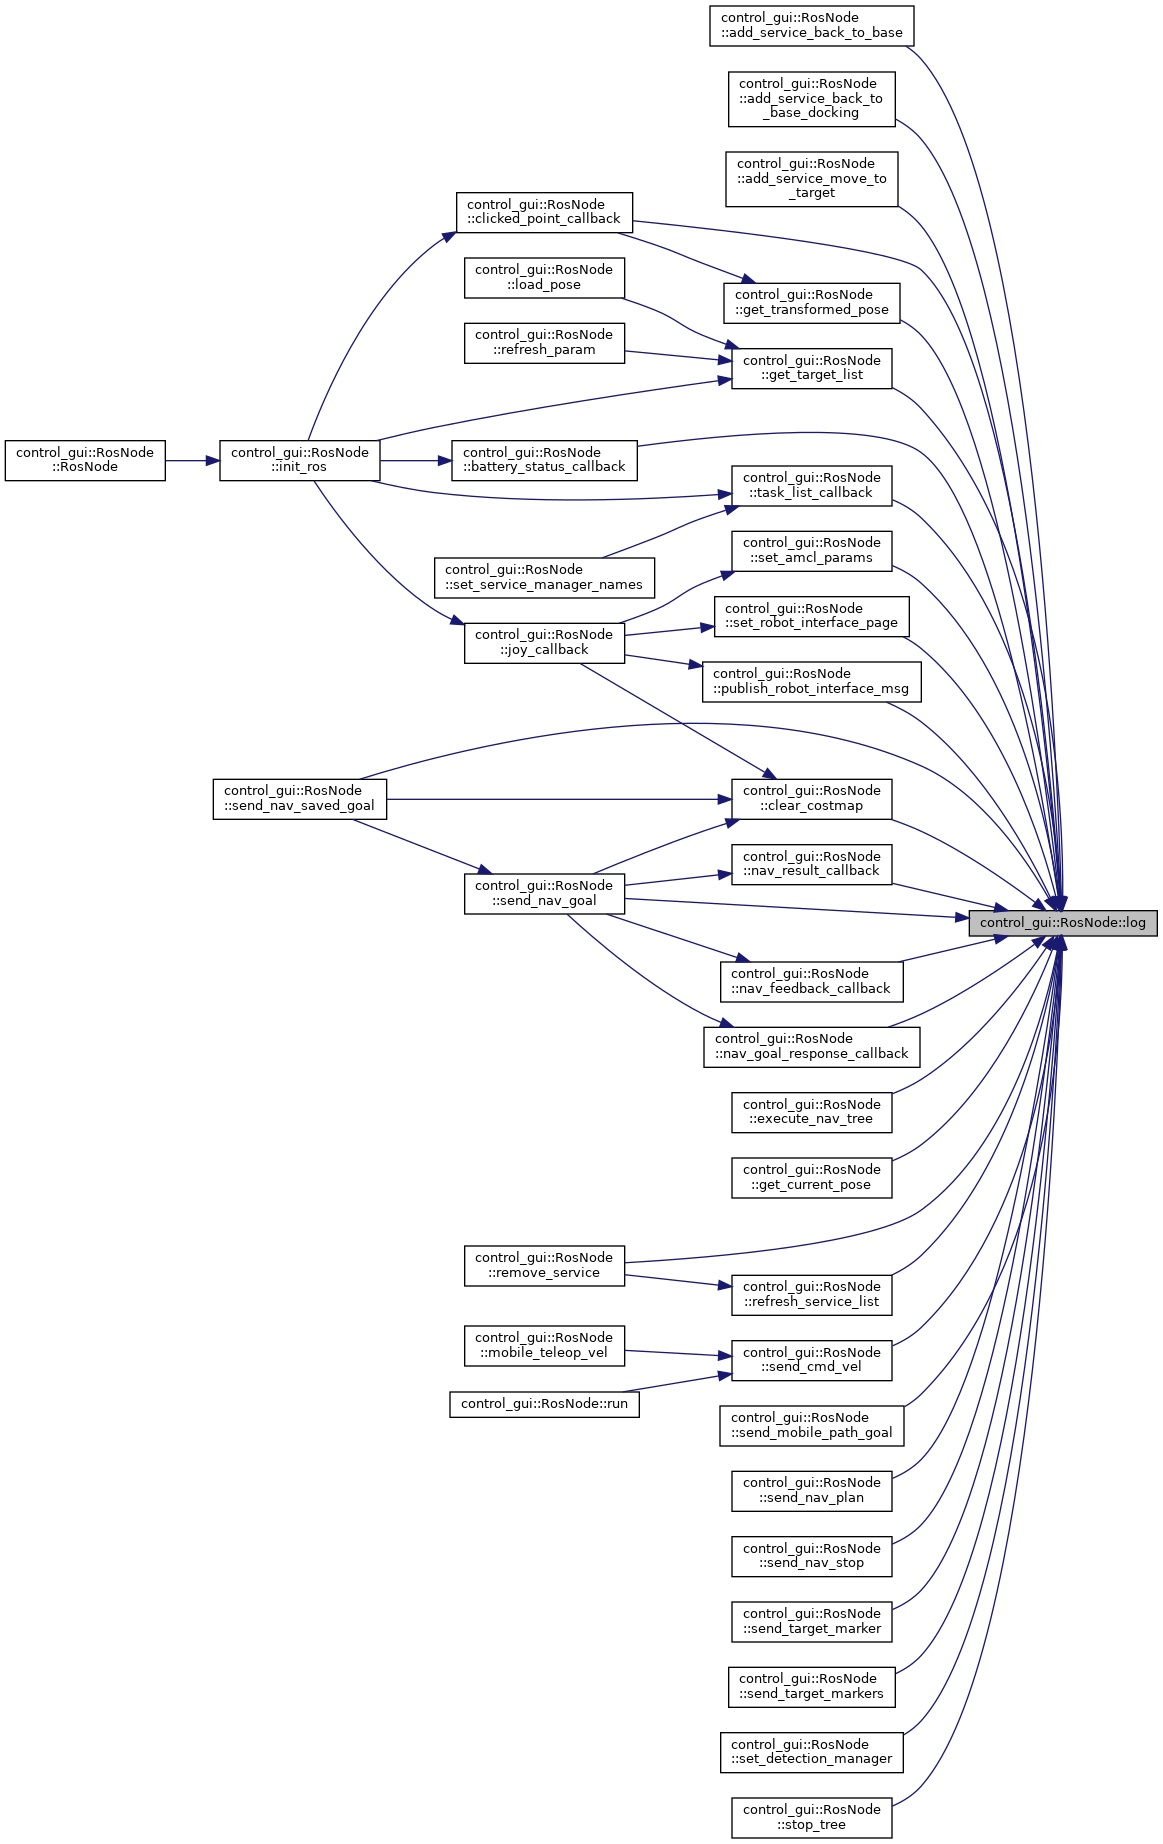 control_gui::RosNode
::add_service_back_to_base
control_gui::RosNode
::add_service_back_to
_base_docking
control_gui::RosNode
::add_service_move_to
_target
control_gui::RosNode
::clicked_point_callback
control_gui::RosNode
::load_pose
control_gui::RosNode
::get_transformed_pose
control_gui::RosNode
::refresh_param
control_gui::RosNode
::get_target_list
control_gui::RosNode
::RosNode
control_gui::RosNode
::init_ros
control_gui::RosNode
::battery_status_callback
control_gui::RosNode
::task_list_callback
control_gui::RosNode
::set_amcl_params
control_gui::RosNode
::set_service_manager_names
control_gui::RosNode
::set_robot_interface_page
control_gui::RosNode
::joy_callback
control_gui::RosNode
::publish_robot_interface_msg
control_gui::RosNode
::send_nav_saved_goal
control_gui::RosNode
::clear_costmap
control_gui::RosNode
::nav_result_callback
control_gui::RosNode
::send_nav_goal
control_gui::RosNode::log
control_gui::RosNode
::nav_feedback_callback
control_gui::RosNode
::nav_goal_response_callback
control_gui::RosNode
::execute_nav_tree
control_gui::RosNode
::get_current_pose
control_gui::RosNode
::remove_service
control_gui::RosNode
::refresh_service_list
control_gui::RosNode
::mobile_teleop_vel
control_gui::RosNode
::send_cmd_vel
control_gui::RosNode::run
control_gui::RosNode
::send_mobile_path_goal
control_gui::RosNode
::send_nav_plan
control_gui::RosNode
::send_nav_stop
control_gui::RosNode
::send_target_marker
control_gui::RosNode
::send_target_markers
control_gui::RosNode
::set_detection_manager
control_gui::RosNode
::stop_tree